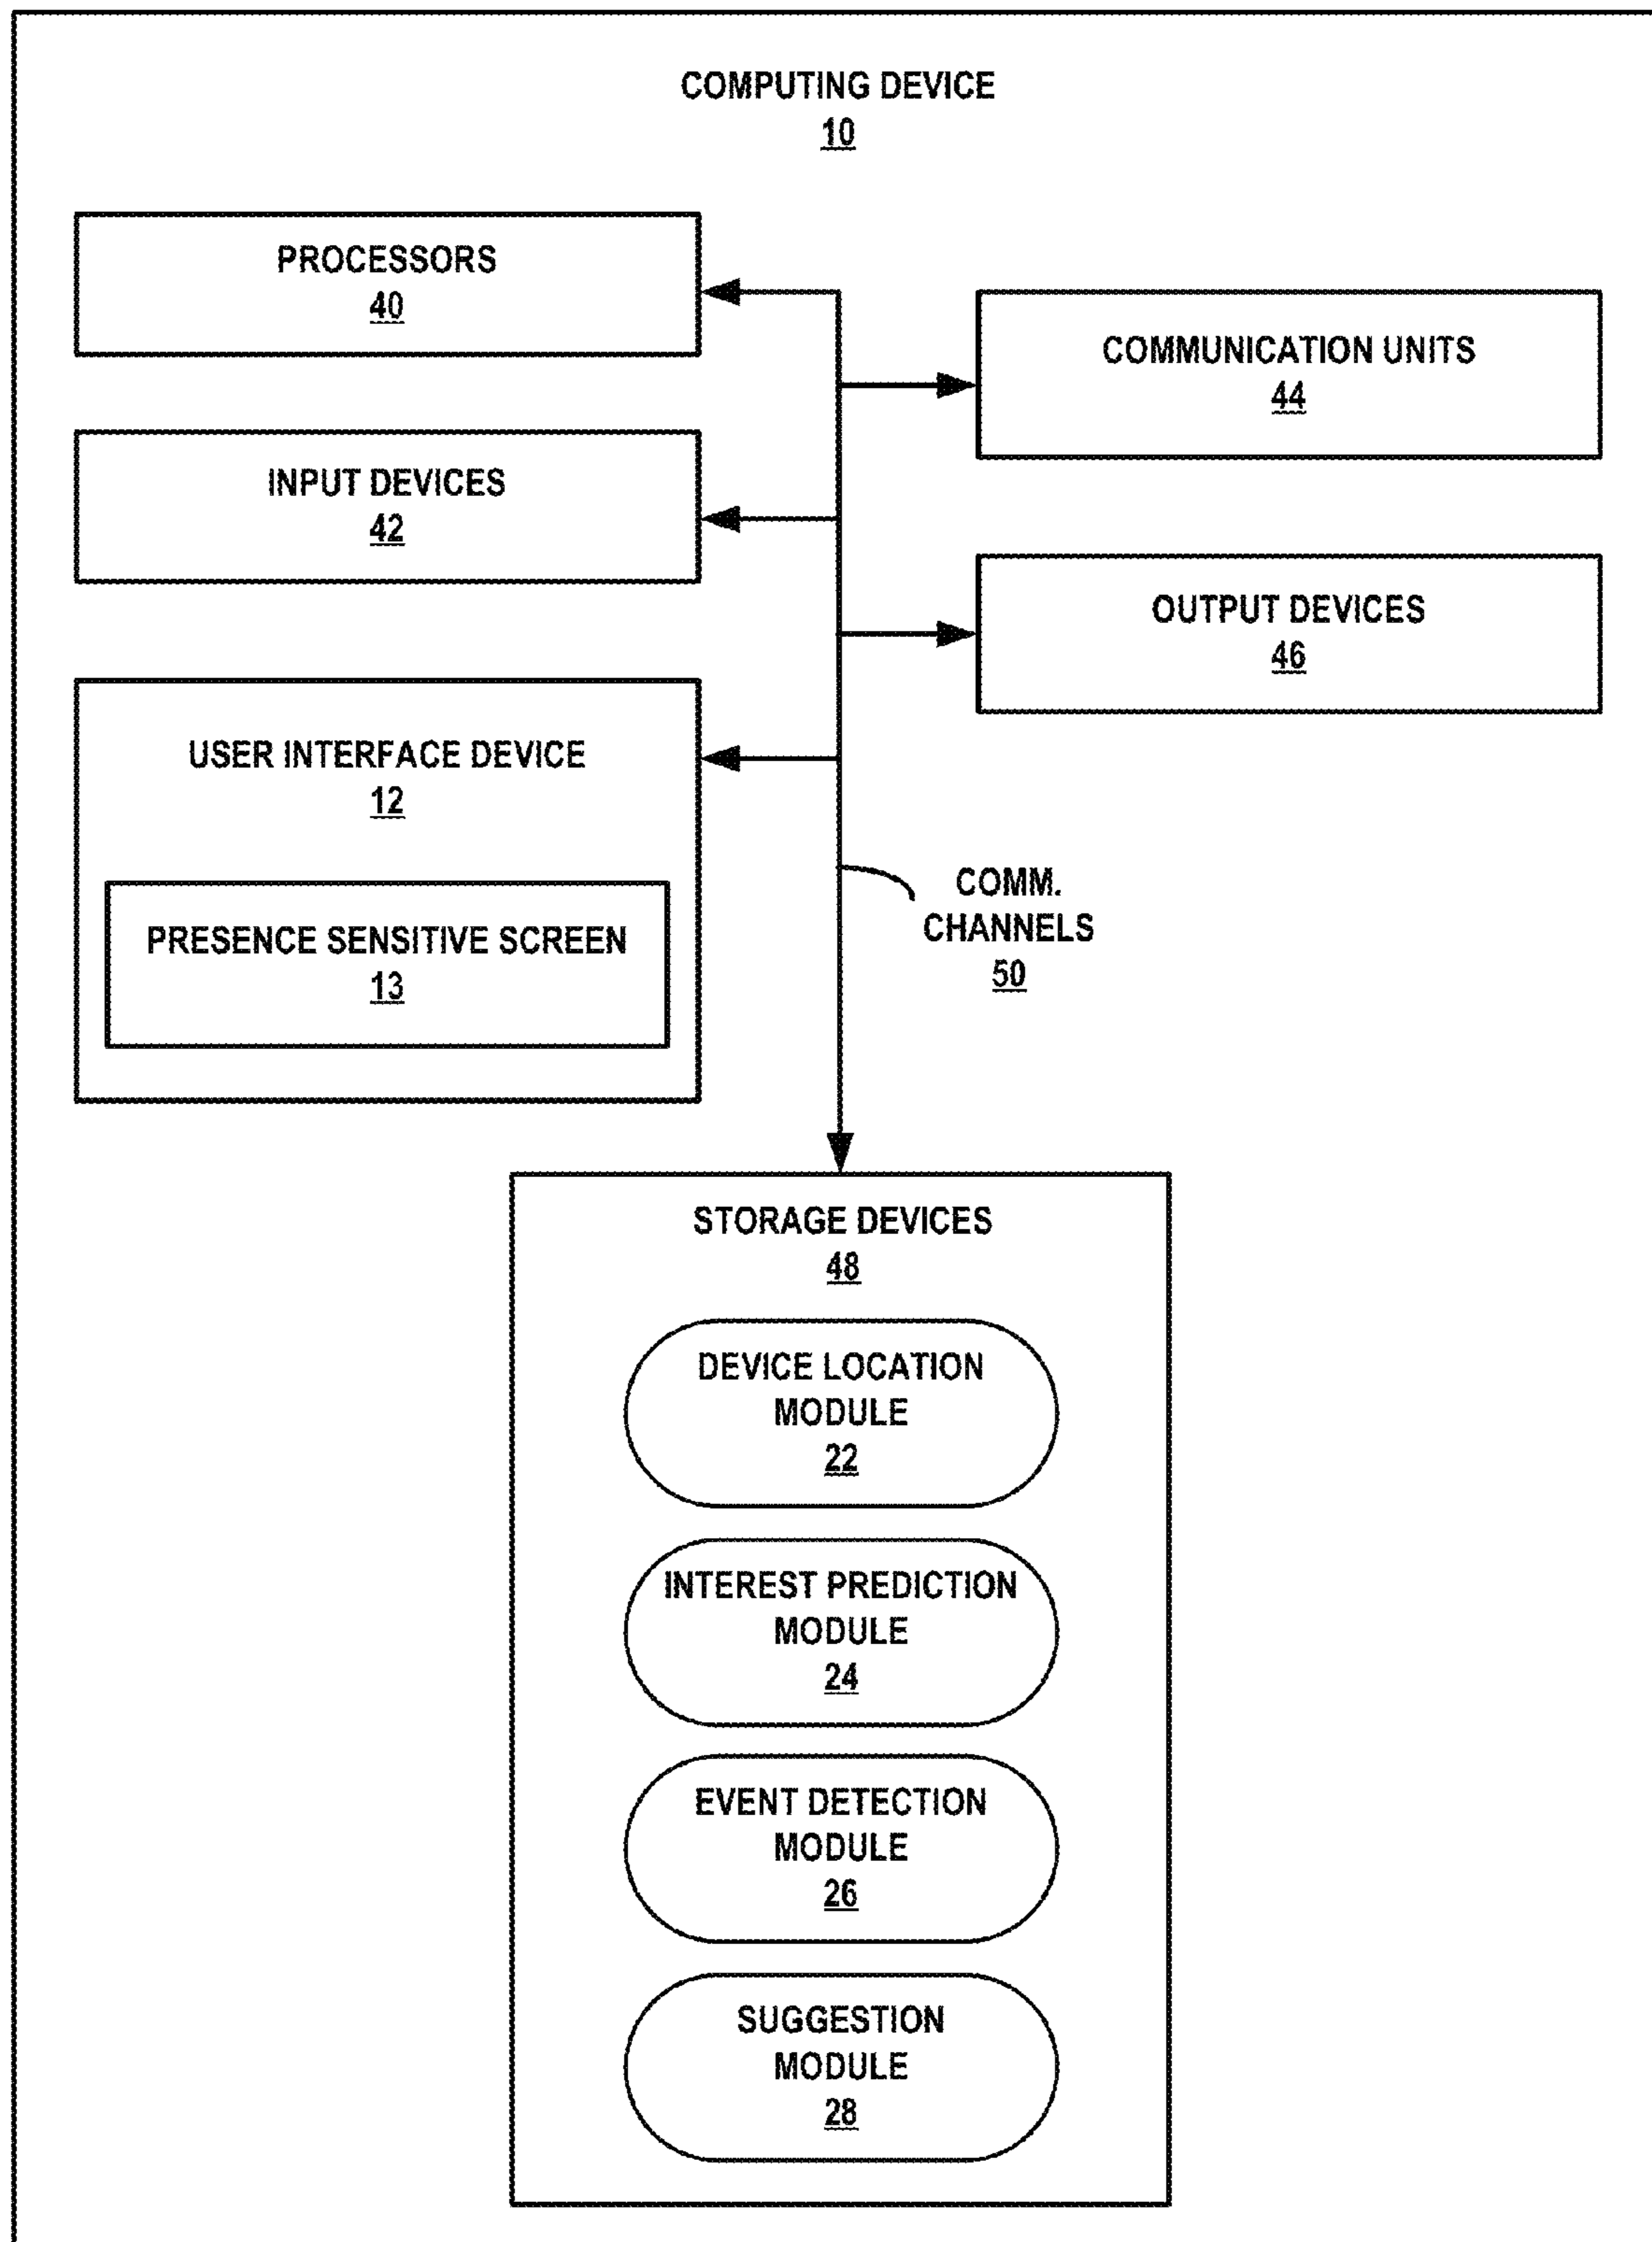 COMPUTING DEVICE
10
PROCESSORS
40
COMMUNICATION UNITS
44
INPUT DEVICES
42
OUTPUT DEVICES
46
USER INTERFACE DEVICE
12
PRESENCE SENSITIVE SCREEN
13
COMM.
CHANNELS
50
STORAGE DEVICES
48
DEVICE LOCATION
MODULE
22
INTEREST PREDICTION
MODULE
24
EVENT DETECTION
MODULE
26
SUGGESTION
MODULE
28